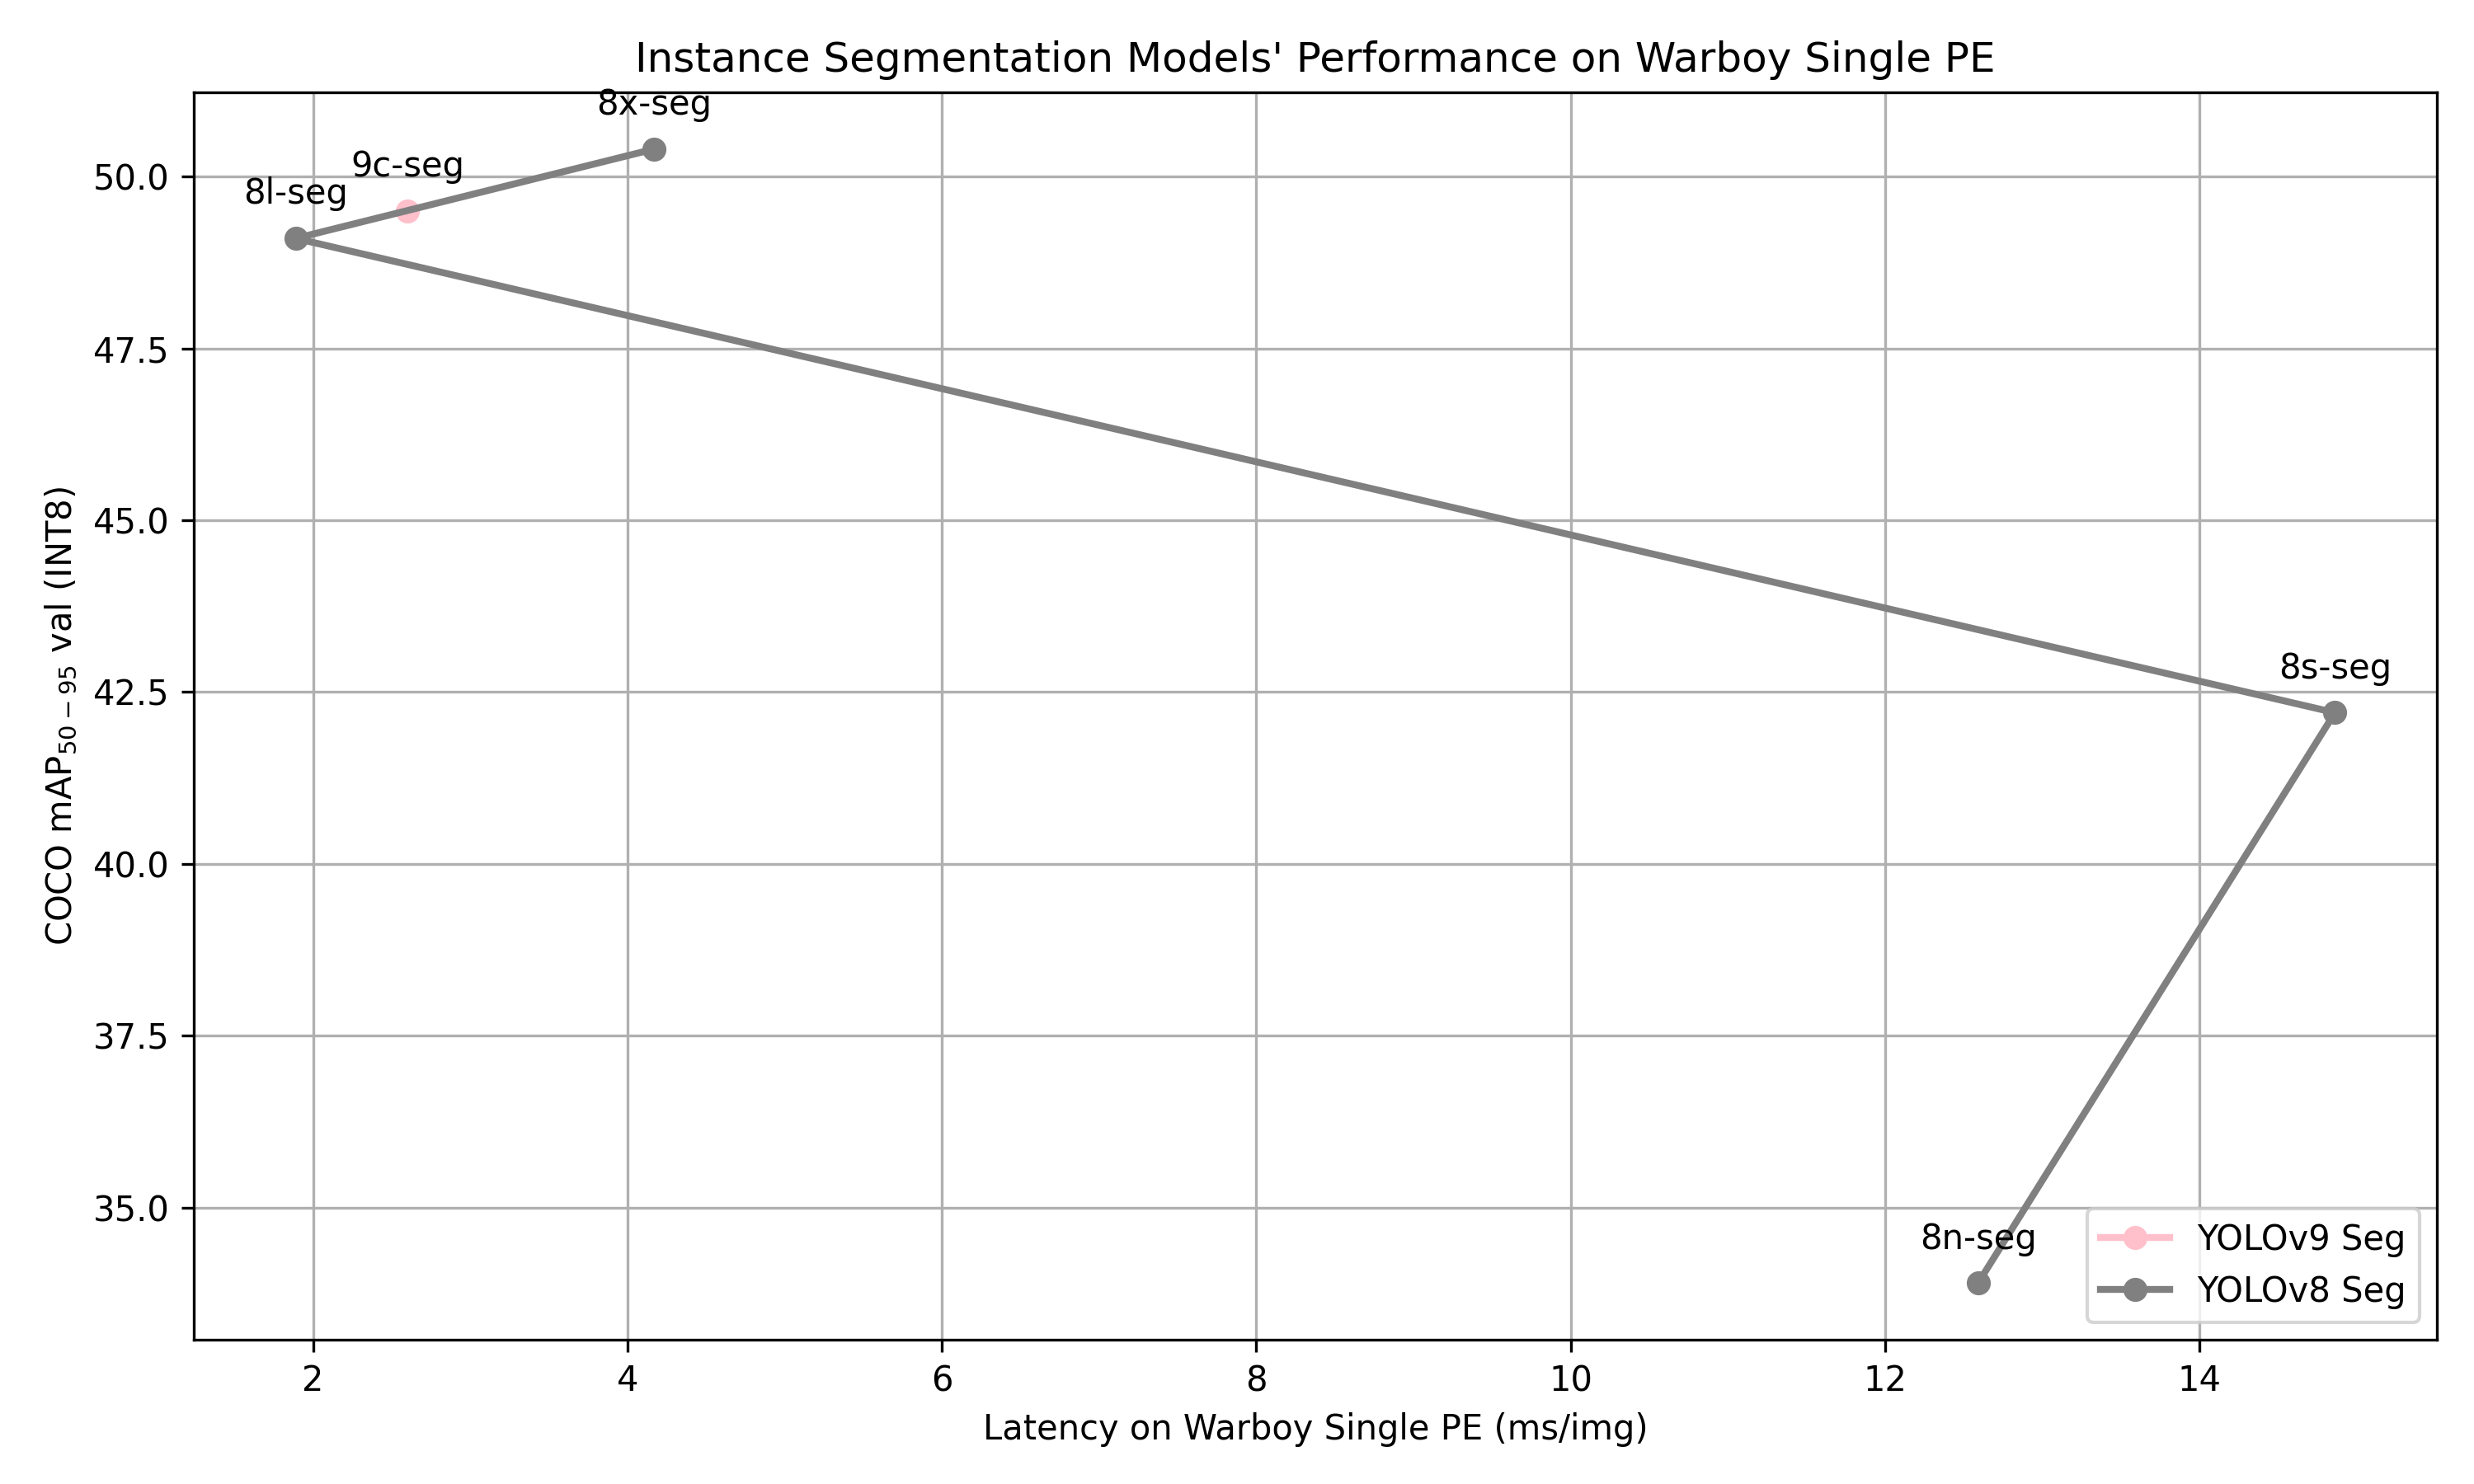 Instance Segmentation Models' Performance on Warboy Single PE
8x-seg
9c-seg
8l-seg
8s-seg
8n-seg
50.0
47.5
45.0
42.5
40.0
37.5
35.0
COCO mAP50−95 val (INT8)
YOLOv9 Seg
YOLOv8 Seg
2 4 6 8 10 12 14
Latency on Warboy Single PE (ms/img)